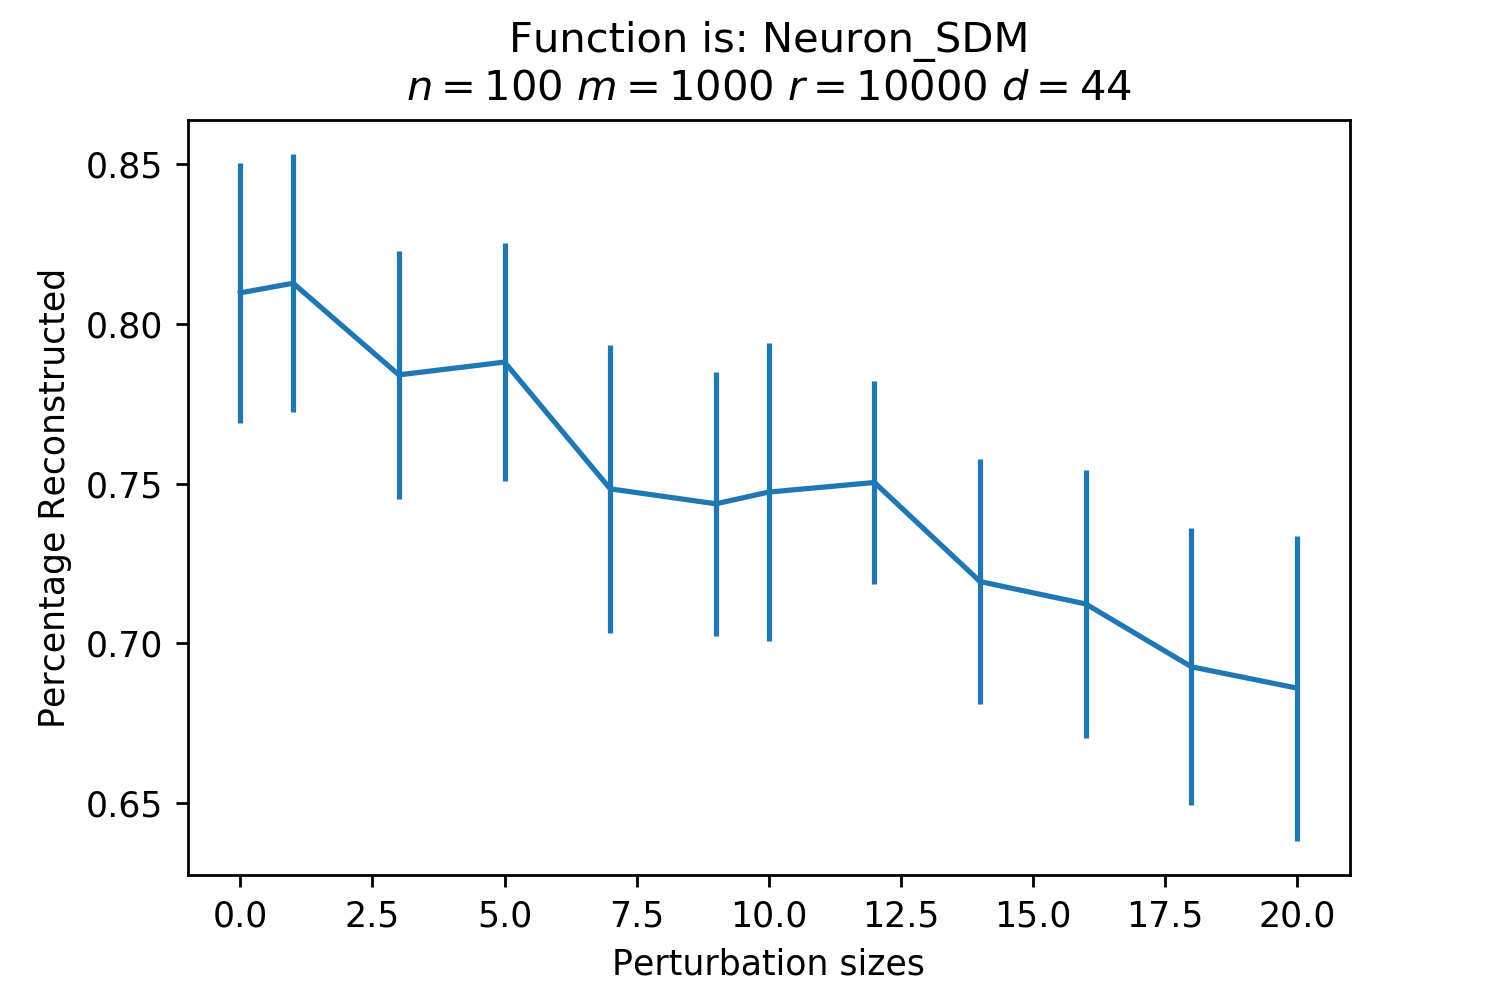 Function is: Neuron_SDM
n = 100 m = 1000 r = 10000 d = 44
Percentage Reconstructed
0.85
0.80
0.75
0.70
0.65
0.0 2.5 5.0 7.5 10.0 12.5 15.0 17.5 20.0
Perturbation sizes